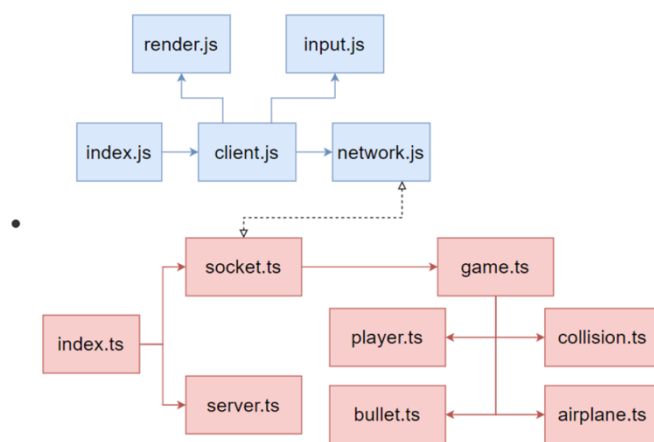 render.js
input.js
index.js
client.js
network.js
socket.ts
game.ts
index.ts
player.ts
collision.ts
server.ts
bullet.ts
airplane.ts